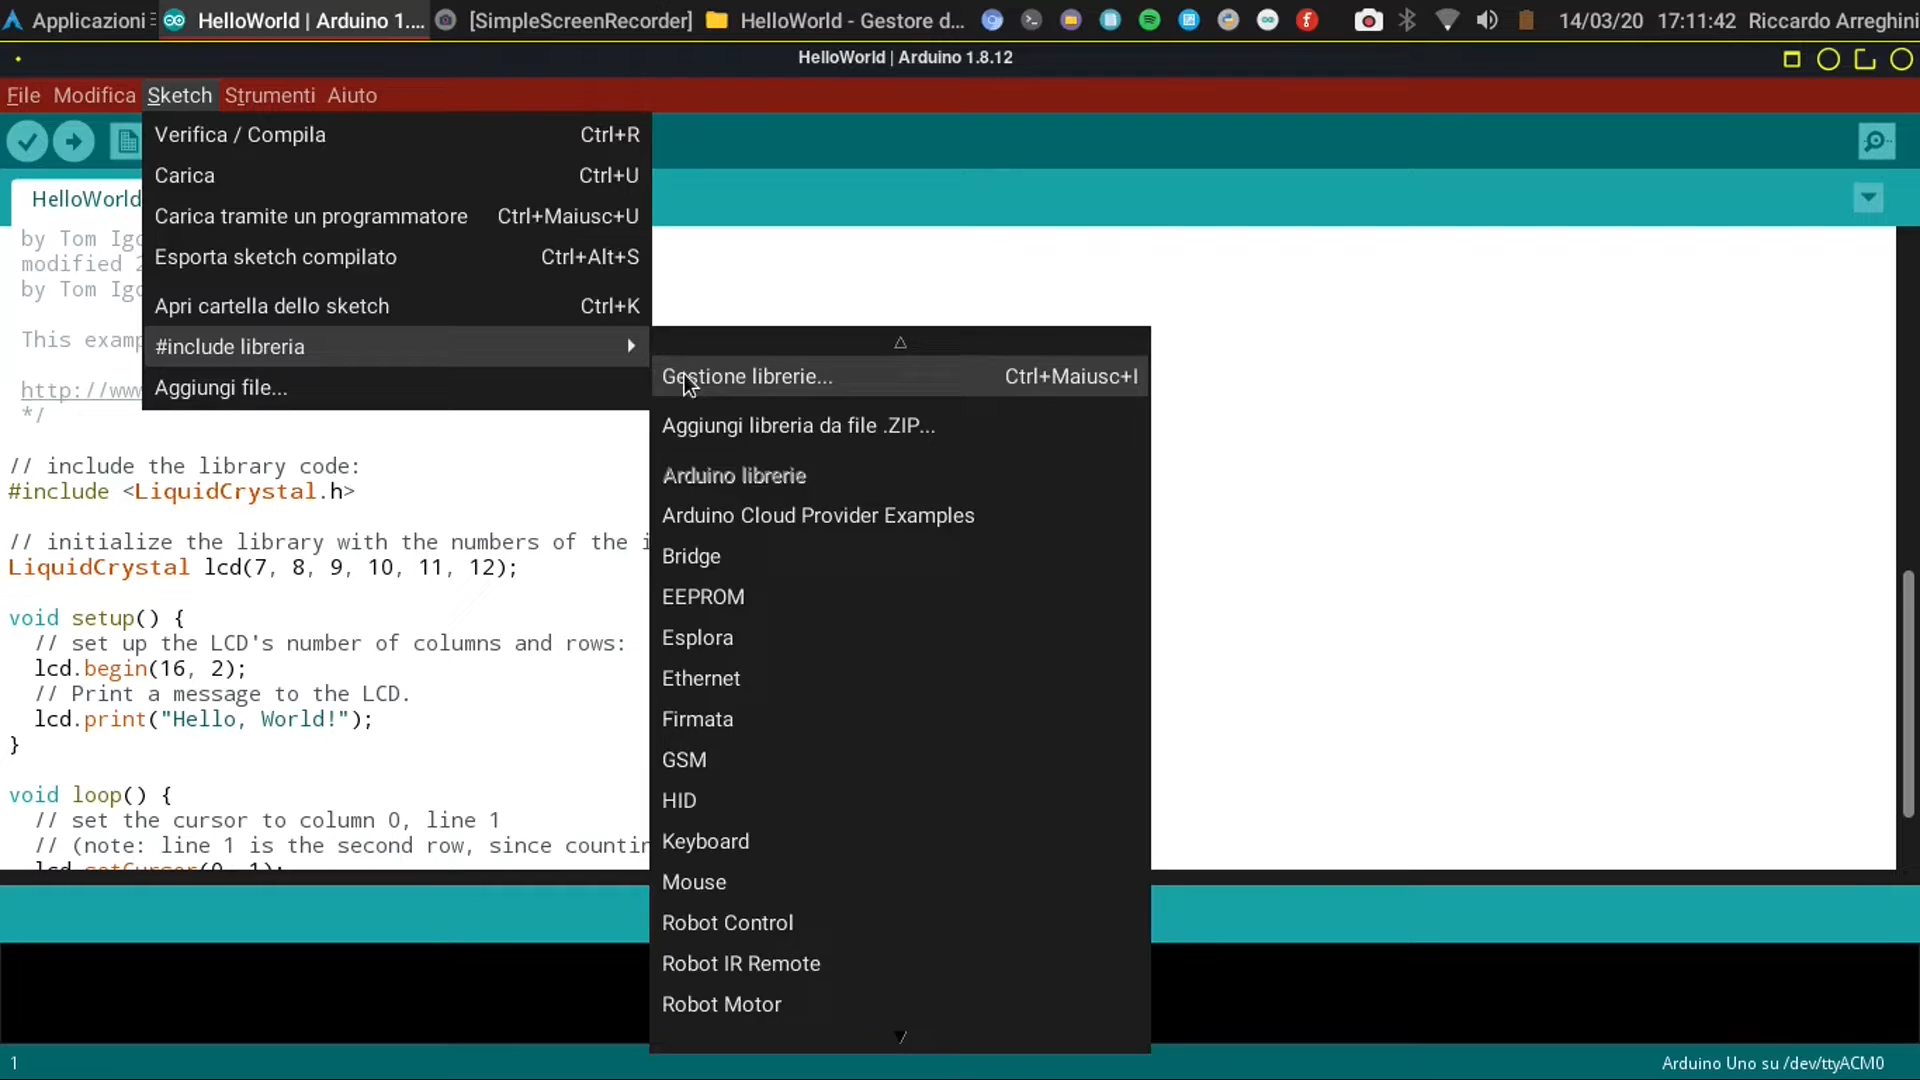 Applicazioni
HelloWorld | Arduino 1....
[SimpleScreenRecorder]
HelloWorld - Gestore d...
14/03/20 17:11:42 Riccardo Arreghini
HelloWorld | Arduino 1.8.12
File Modifica Sketch Strumenti Aiuto
Verifica / Compila Ctrl+R
Carica Ctrl+U
Carica tramite un programmatore Ctrl+Maiusc+U
Esporta sketch compilato Ctrl+Alt+S
Apri cartella dello sketch Ctrl+K
#include libreria
Aggiungi file...
Gestione librerie... Ctrl+Maiusc+I
Aggiungi libreria da file .ZIP...
Arduino librerie
Arduino Cloud Provider Examples
Bridge
EEPROM
Esplora
Ethernet
Firmata
GSM
HID
Keyboard
Mouse
Robot Control
Robot IR Remote
Robot Motor
HelloWorld
by Tom Igo
modified 2
by Tom Igo
This examp
http://www
*/
// include the library code:
#include <LiquidCrystal.h>
// initialize the library with the numbers of the i
LiquidCrystal lcd(7, 8, 9, 10, 11, 12);
void setup() {
// set up the LCD's number of columns and rows:
lcd.begin(16, 2);
// Print a message to the LCD.
lcd.print("Hello, World!");
}
void loop() {
// set the cursor to column 0, line 1
// (note: line 1 is the second row, since countin
lcd.setCursor(0, 1);
1
Arduino Uno su /dev/ttyACM0